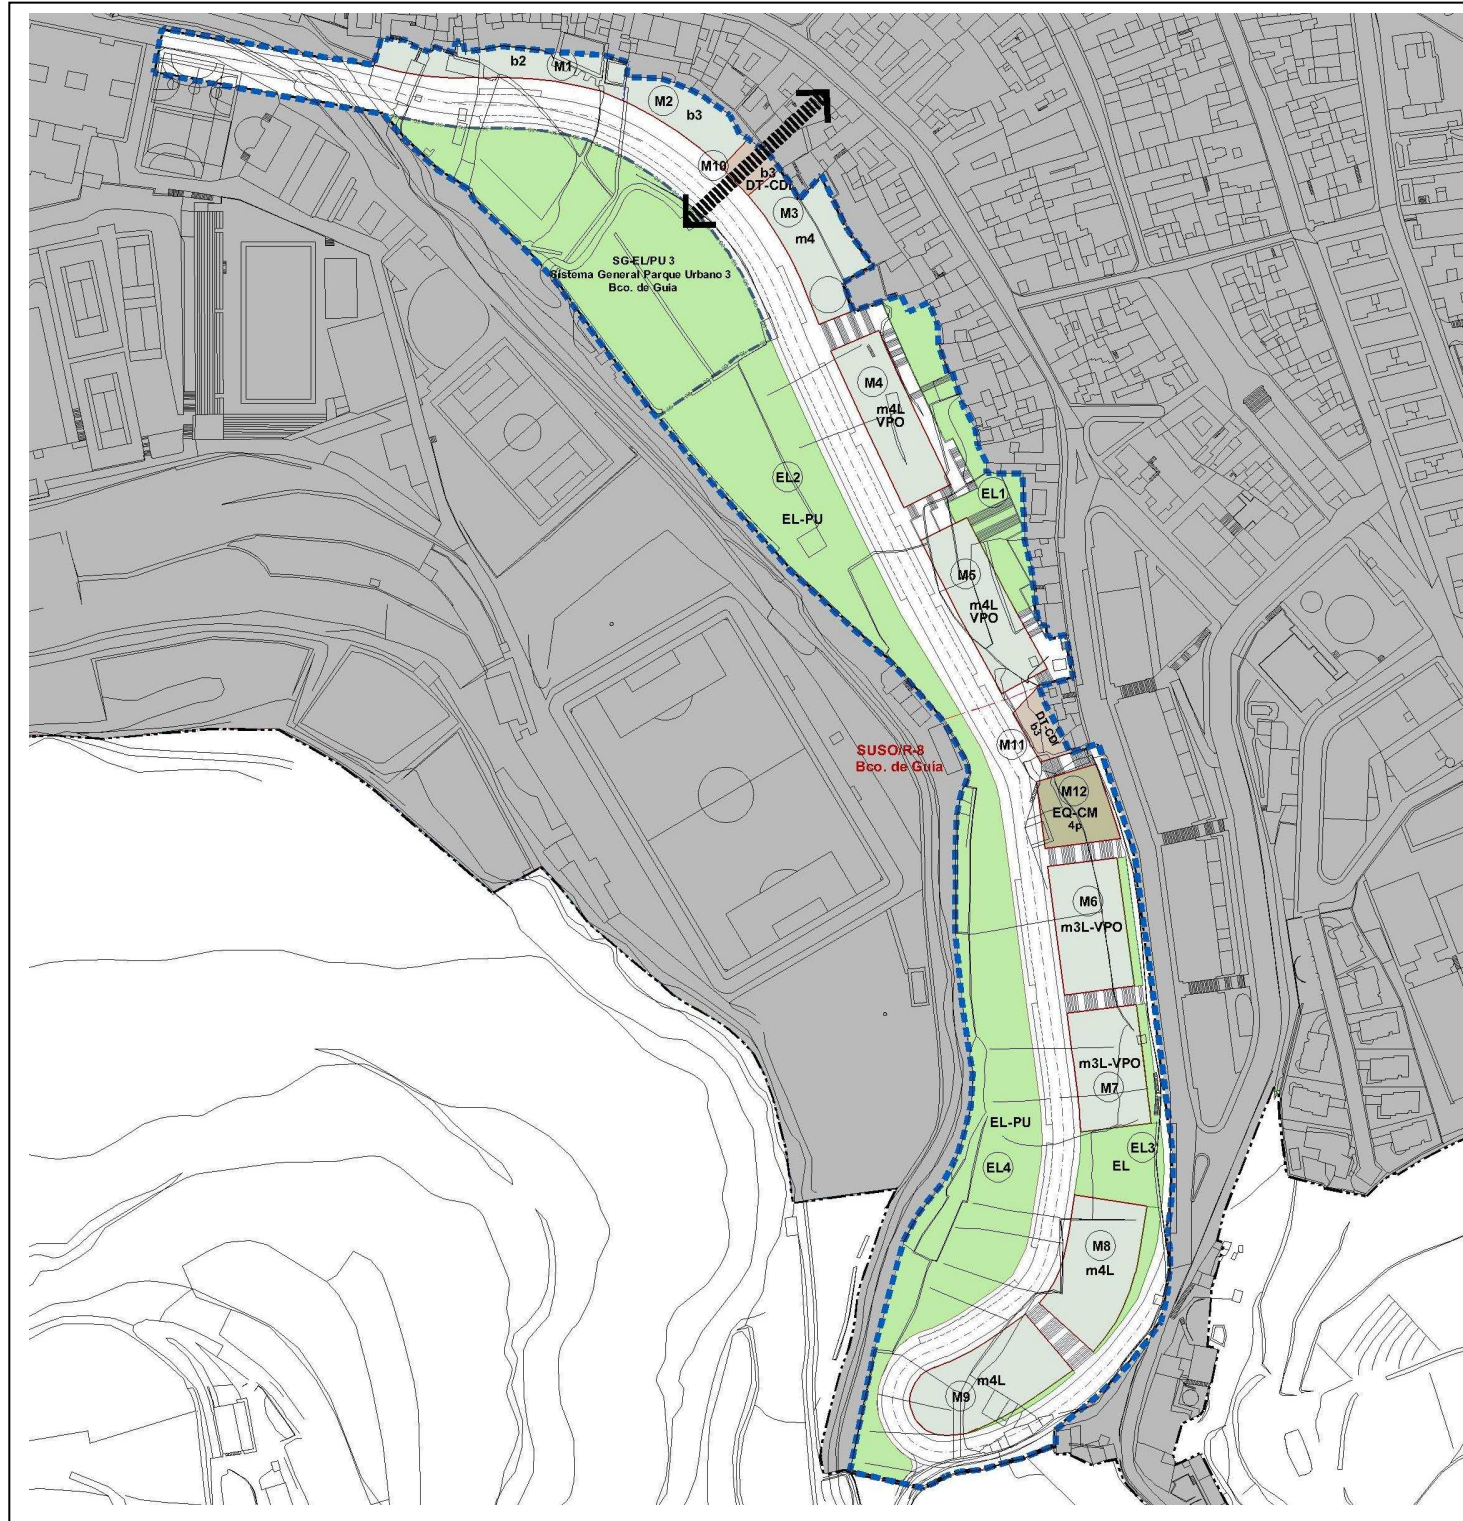 b2
M1
M2
b3
M10
b3
DT-CDI
M3
m4
SG-EL/PU 3
Sistema General Parque Urbano 3
Bco. de Guía
M4
m4L
VPO
EL2
EL-PU
EL1
M5
m4L
VPO
DT-CDI
b3
M11
SUSO/R-8
Bco. de Guía
M12
EQ-CM
4p
M6
m3L-VPO
m3L-VPO
M7
EL-PU
EL4
EL3
EL
M8
m4L
m4L
M9